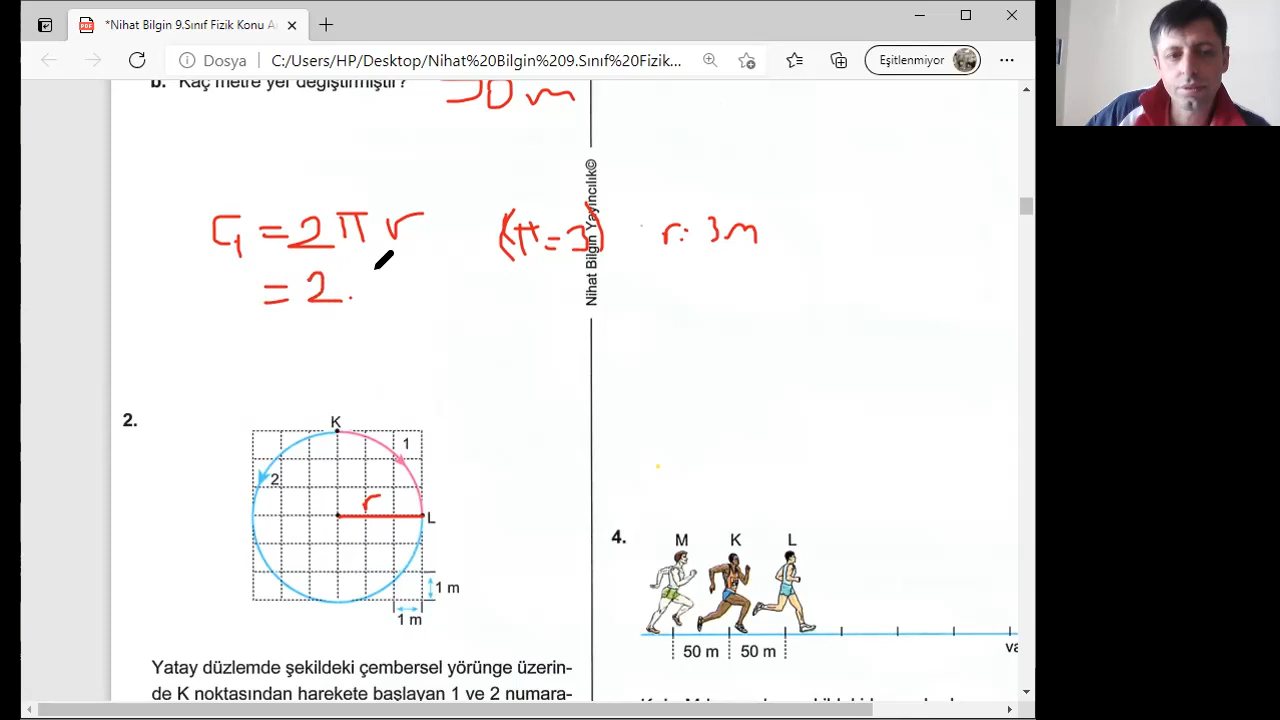 *Nihat Bilgin 9.Sınıf Fizik Konu A
Dosya
C:/Users/HP/Desktop/Nihat%20Bilgin%209.Sınıf%20Fizik...
Eşitlenmiyor
b. Kaç metre yer değiştirmiştir?
30 m
Nihat Bilgin Yayıncılık©
Ç1 = 2πr (π=3) r: 3m
= 2.
2.
K
1
2
r
L
1 m
1 m
Yatay düzlemde şekildeki çembersel yörünge üzerin-
de K noktasından harekete başlayan 1 ve 2 numara-
4.
M K L
50 m 50 m